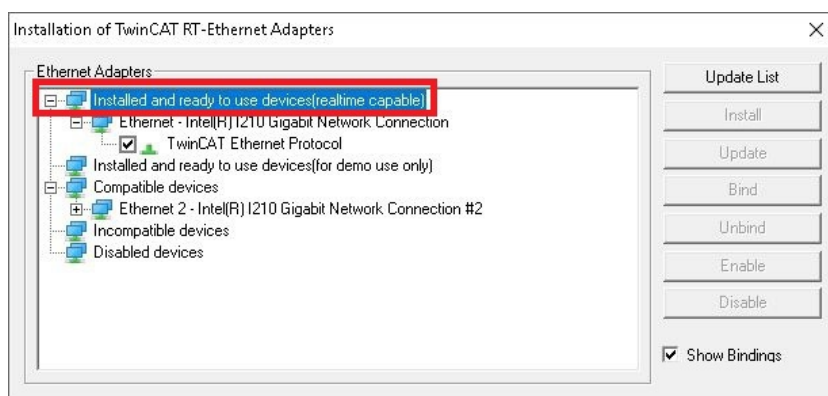 Installation of TwinCAT RT-Ethernet Adapters
Ethernet Adapters
Installed and ready to use devices(realtime capable)
Ethernet - Intel(R) I210 Gigabit Network Connection
TwinCAT Ethernet Protocol
Installed and ready to use devices(for demo use only)
Compatible devices
Ethernet 2 - Intel(R) I210 Gigabit Network Connection #2
Incompatible devices
Disabled devices
Update List
Install
Update
Bind
Unbind
Enable
Disable
Show Bindings